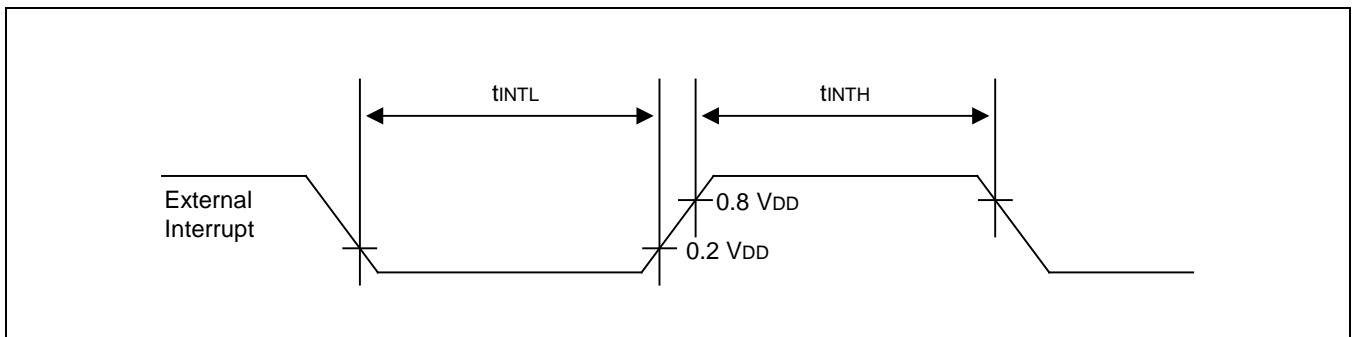 tINTL
tINTH
External
Interrupt
0.8 VDD
0.2 VDD